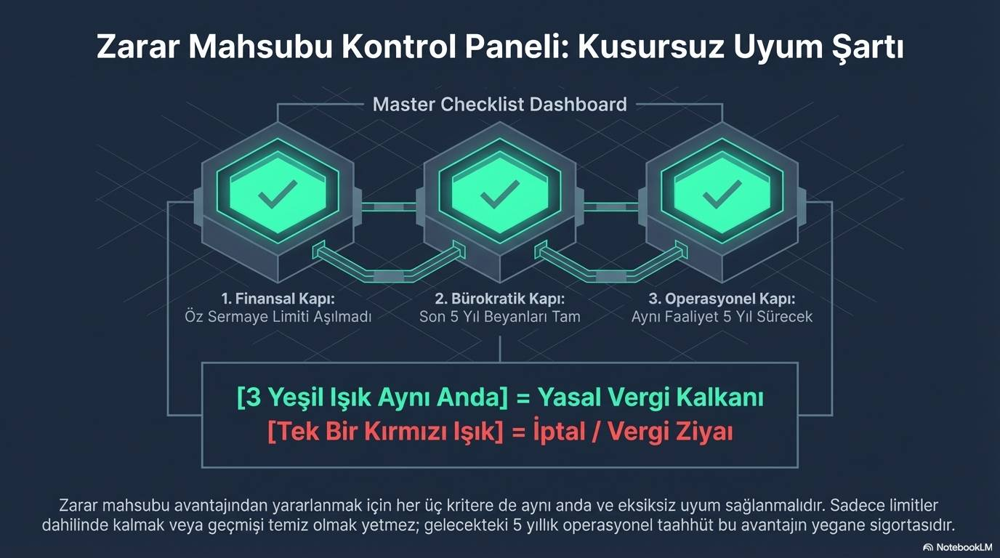 Zarar Mahsubu Kontrol Paneli: Kusursuz Uyum Şartı
Master Checklist Dashboard
1. Finansal Kapı:
Öz Sermaye Limiti Aşılmadı
2. Bürokratik Kapı:
Son 5 Yıl Beyanları Tam
3. Operasyonel Kapı:
Aynı Faaliyet 5 Yıl Sürecek
[3 Yeşil Işık Aynı Anda] = Yasal Vergi Kalkanı
[Tek Bir Kırmızı Işık] = İptal / Vergi Ziyaı
Zarar mahsubu avantajından yararlanmak için her üç kritere de aynı anda ve eksiksiz uyum sağlanmalıdır. Sadece limitler
dahilinde kalmak veya geçmişi temiz olmak yetmez; gelecekteki 5 yıllık operasyonel taahhüt bu avantajın yegane sigortasıdır.
NotebookLM